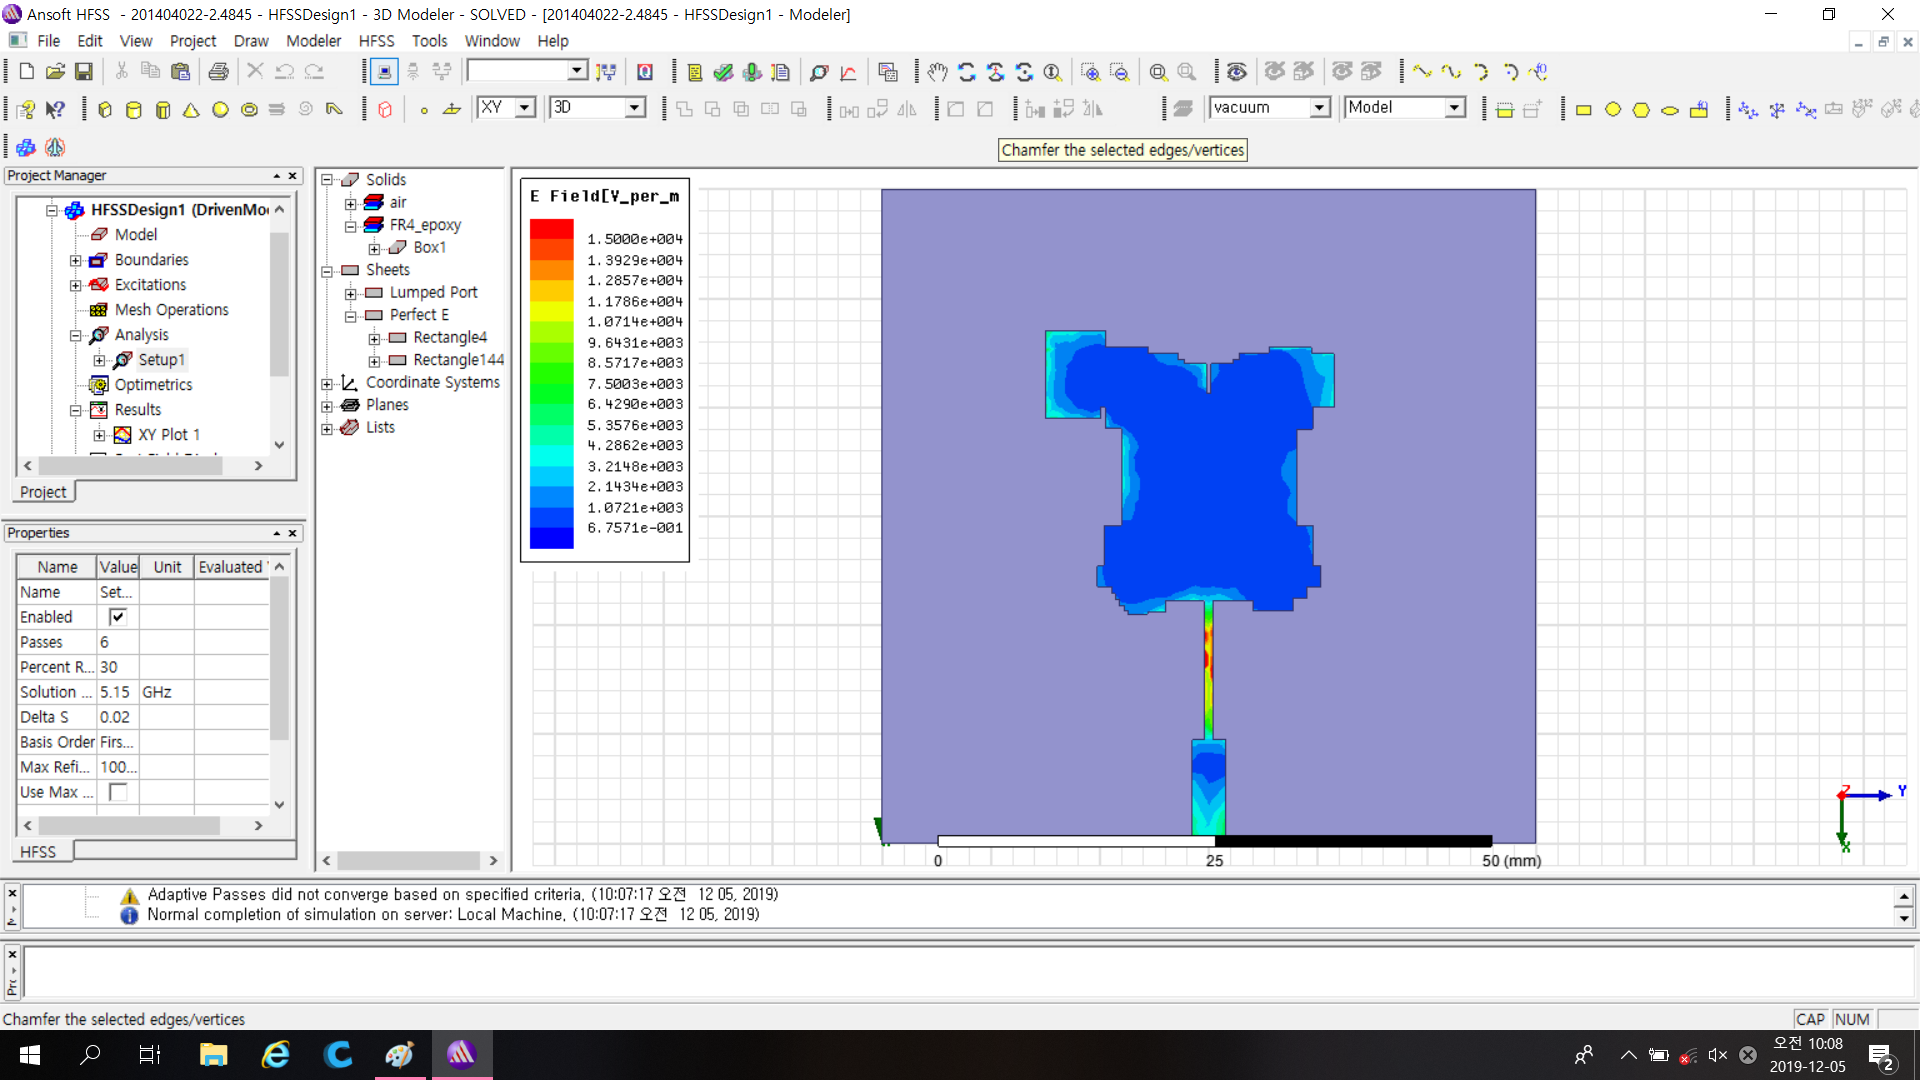 Ansoft HFSS - 201404022-2.4845 - HFSSDesign1 - 3D Modeler - SOLVED - [201404022-2.4845 - HFSSDesign1 - Modeler]
File Edit View Project Draw Modeler HFSS Tools Window Help
XY 3D vacuum Model
Chamfer the selected edges/vertices
Project Manager
HFSSDesign1 (DrivenMo
Model
Boundaries
Excitations
Mesh Operations
Analysis
Setup1
Optimetrics
Results
XY Plot 1
Project
Properties
Name Value Unit Evaluated
Name Set...
Enabled
Passes 6
Percent R... 30
Solution ... 5.15 GHz
Delta S 0.02
Basis Order Firs...
Max Refi... 100...
Use Max ...
HFSS
Solids
air
FR4_epoxy
Box1
Sheets
Lumped Port
Perfect E
Rectangle4
Rectangle144
Coordinate Systems
Planes
Lists
E Field[V_per_m
1.5000e+004
1.3929e+004
1.2857e+004
1.1786e+004
1.0714e+004
9.6431e+003
8.5717e+003
7.5003e+003
6.4290e+003
5.3576e+003
4.2862e+003
3.2148e+003
2.1434e+003
1.0721e+003
6.7571e-001
Z
Y
X
0 25 50 (mm)
Adaptive Passes did not converge based on specified criteria. (10:07:17 오전 12 05, 2019)
Normal completion of simulation on server: Local Machine. (10:07:17 오전 12 05, 2019)
Chamfer the selected edges/vertices
CAP NUM
오전 10:08
2019-12-05
2